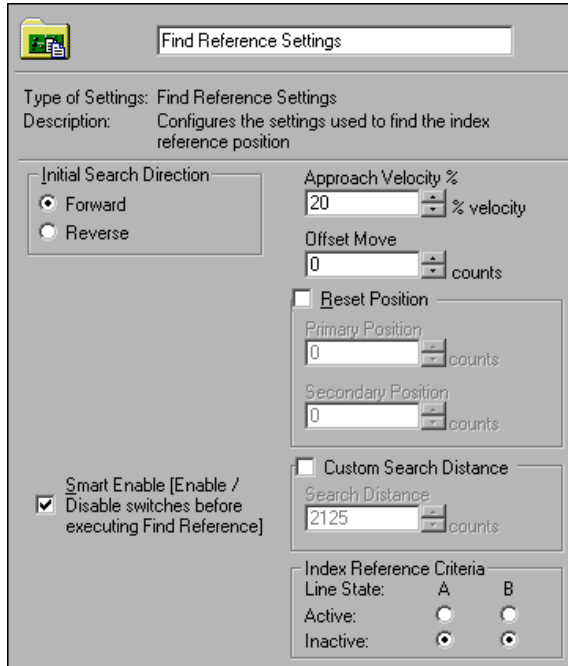 Find Reference Settings
Type of Settings: Find Reference Settings
Description: Configures the settings used to find the index
reference position
Initial Search Direction
Forward
Reverse
Approach Velocity %
20 % velocity
Offset Move
0 counts
Reset Position
Primary Position
0 counts
Secondary Position
0 counts
Smart Enable [Enable /
Disable switches before
executing Find Reference]
Custom Search Distance
Search Distance
2125 counts
Index Reference Criteria
Line State: A B
Active:
Inactive: